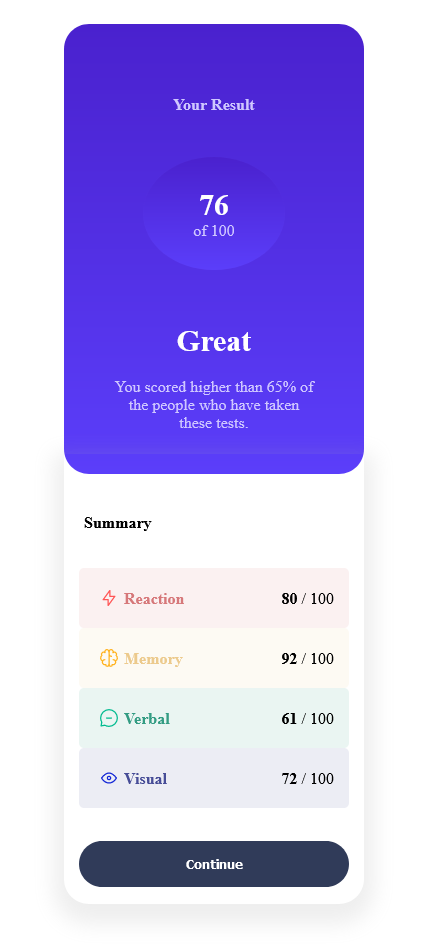 Your Result
76
of 100
Great
You scored higher than 65% of
the people who have taken
these tests.
Summary
Reaction 80 / 100
Memory 92 / 100
Verbal 61 / 100
Visual 72 / 100
Continue